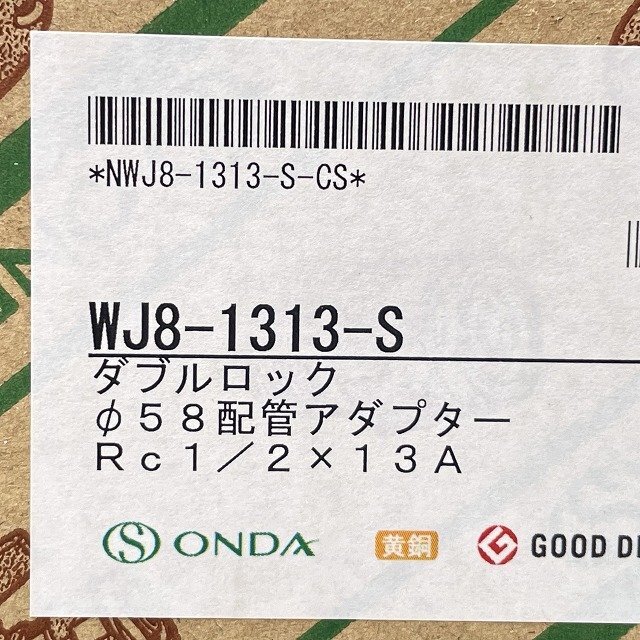 *NWJ8-1313-S-CS*
WJ8-1313-S
ダブルロック
φ58配管アダプター
Rc1/2×13A
ONDA 黄銅 GOOD DE